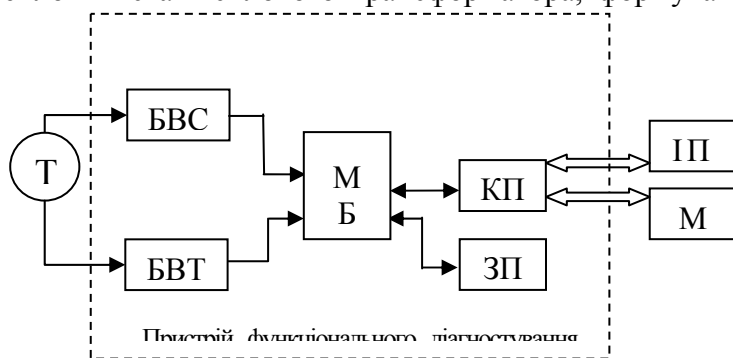 БВС
Т
М
Б
КП
ІП
М
БВТ
ЗП
Пристрій функціонального діагностування